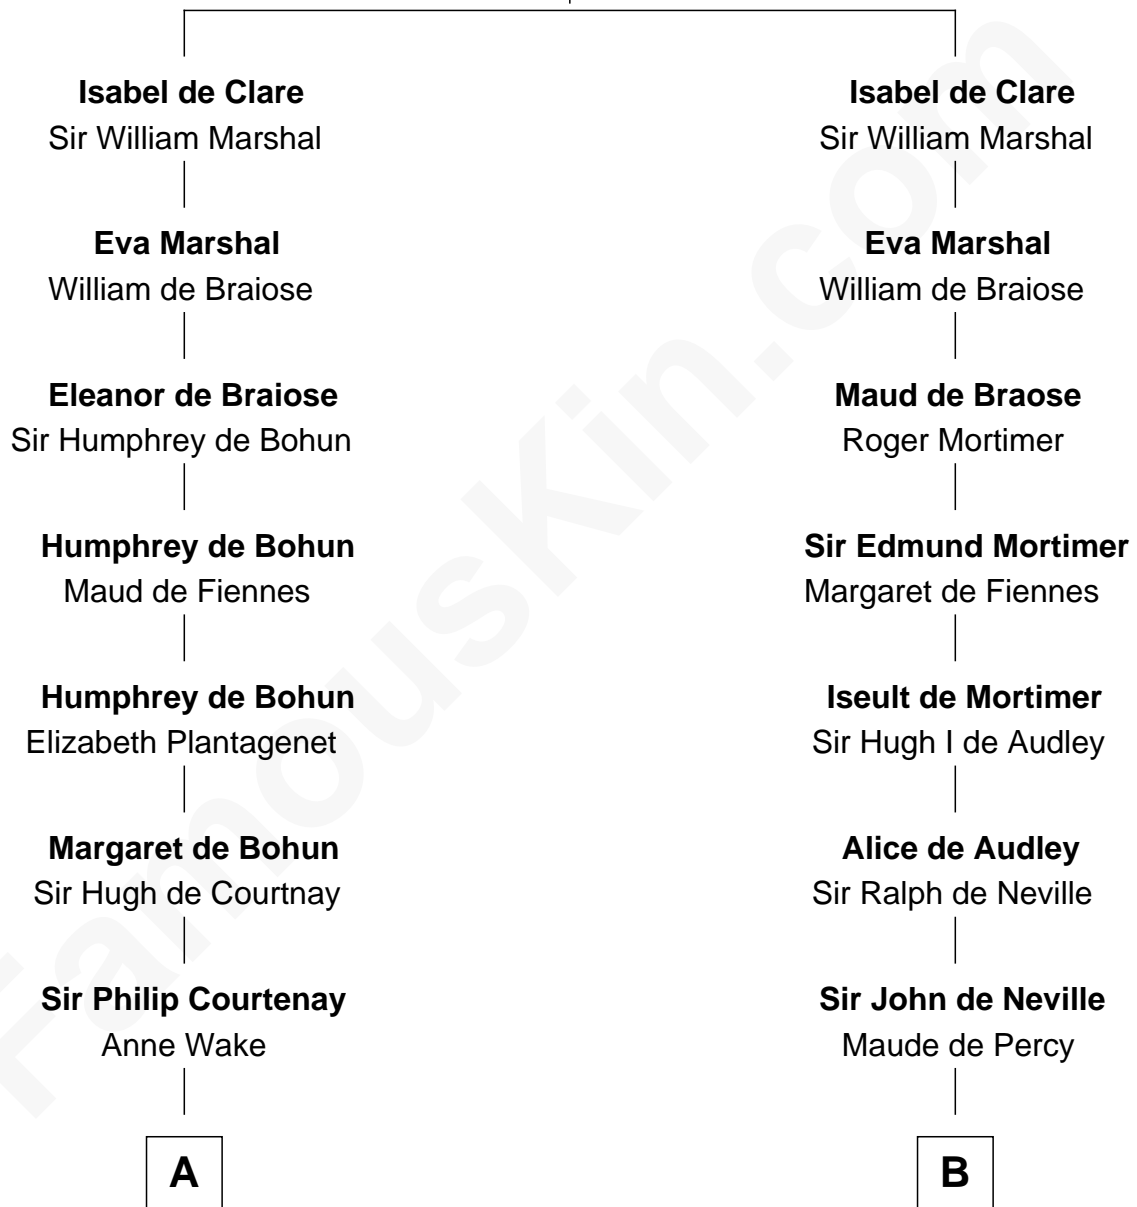 Isabel de Clare
Sir William Marshal
Eva Marshal
William de Braiose
Eleanor de Braiose
Sir Humphrey de Bohun
Humphrey de Bohun
Maud de Fiennes
Humphrey de Bohun
Elizabeth Plantagenet
Margaret de Bohun
Sir Hugh de Courtnay
Sir Philip Courtenay
Anne Wake
A
Isabel de Clare
Sir William Marshal
Eva Marshal
William de Braiose
Maud de Braose
Roger Mortimer
Sir Edmund Mortimer
Margaret de Fiennes
Iseult de Mortimer
Sir Hugh I de Audley
Alice de Audley
Sir Ralph de Neville
Sir John de Neville
Maude de Percy
B
FamousKin.com